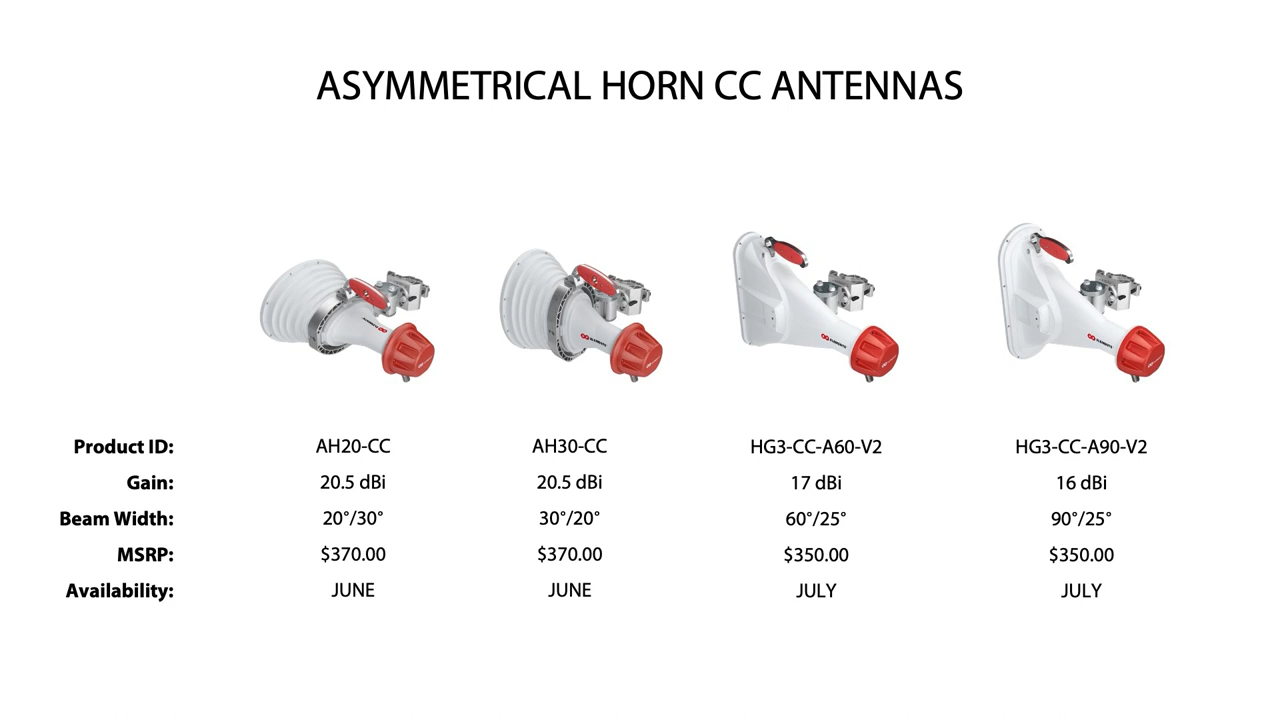 ASYMMETRICAL HORN CC ANTENNAS
Product ID: AH20-CC AH30-CC HG3-CC-A60-V2 HG3-CC-A90-V2
Gain: 20.5 dBi 20.5 dBi 17 dBi 16 dBi
Beam Width: 20°/30° 30°/20° 60°/25° 90°/25°
MSRP: $370.00 $370.00 $350.00 $350.00
Availability: JUNE JUNE JULY JULY